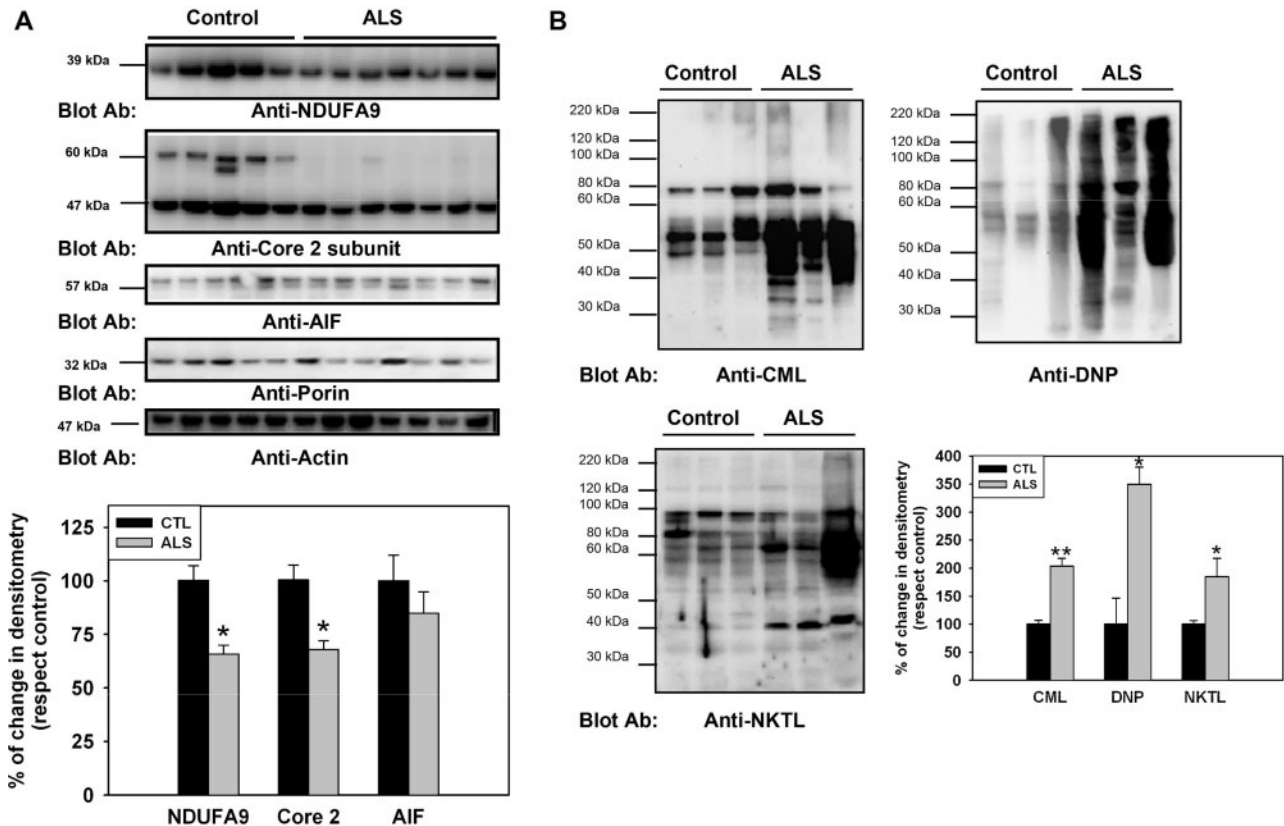 A
Control ALS
39 kDa
Blot Ab: Anti-NDUFA9
60 kDa
47 kDa
Blot Ab: Anti-Core 2 subunit
57 kDa
Blot Ab: Anti-AIF
32 kDa
Blot Ab: Anti-Porin
47 kDa
Blot Ab: Anti-Actin
% of change in densitometry
(respect control)
125
100
75
50
25
0
CTL
ALS
*
*
NDUFA9 Core 2 AIF
B
Control ALS
220 kDa
120 kDa
100 kDa
80 kDa
60 kDa
50 kDa
40 kDa
30 kDa
Blot Ab: Anti-CML
Control ALS
220 kDa
120 kDa
100 kDa
80 kDa
60 kDa
50 kDa
40 kDa
30 kDa
Anti-DNP
Control ALS
220 kDa
120 kDa
100 kDa
80 kDa
60 kDa
50 kDa
40 kDa
30 kDa
Blot Ab: Anti-NKTL
% of change in densitometry
(respect control)
400
350
300
250
200
150
100
50
0
CTL
ALS
**
*
*
CML DNP NKTL